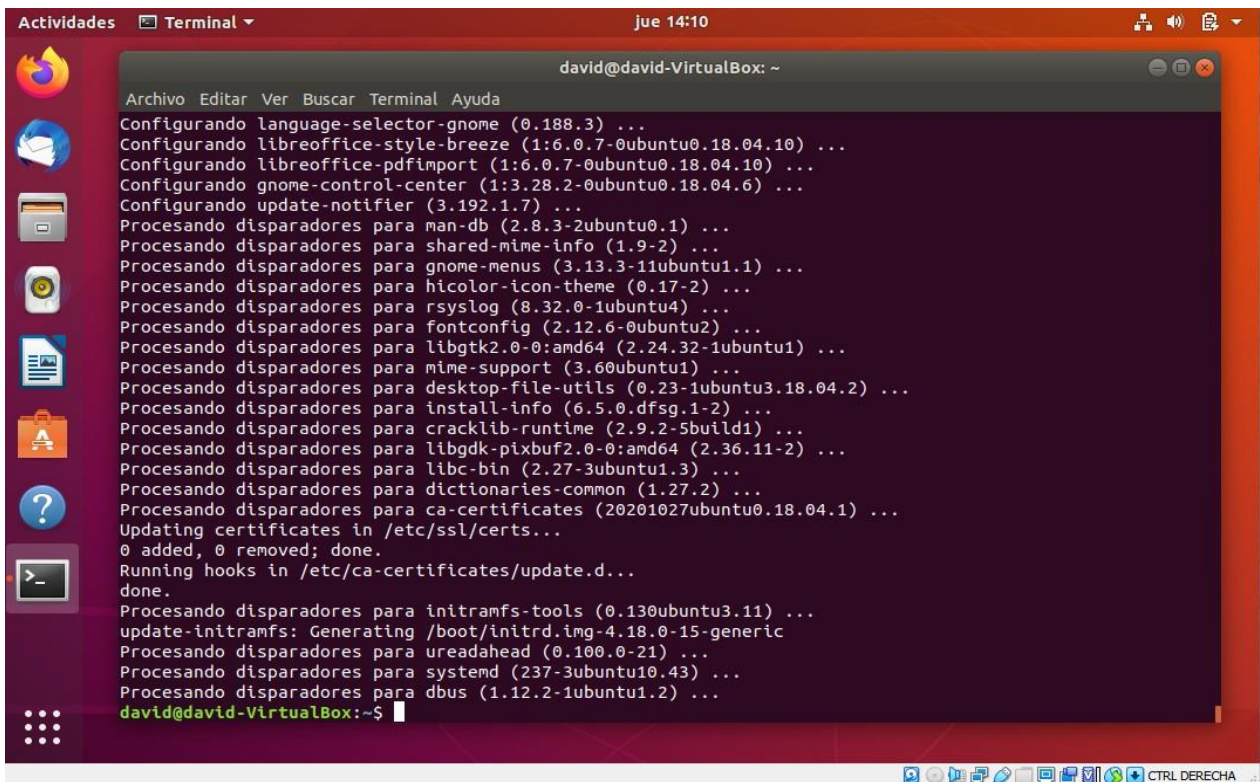 Actividades Terminal jue 14:10
david@david-VirtualBox: ~
Archivo Editar Ver Buscar Terminal Ayuda
Configurando language-selector-gnome (0.188.3) ...
Configurando libreoffice-style-breeze (1:6.0.7-0ubuntu0.18.04.10) ...
Configurando libreoffice-pdfimport (1:6.0.7-0ubuntu0.18.04.10) ...
Configurando gnome-control-center (1:3.28.2-0ubuntu0.18.04.6) ...
Configurando update-notifier (3.192.1.7) ...
Procesando disparadores para man-db (2.8.3-2ubuntu0.1) ...
Procesando disparadores para shared-mime-info (1.9-2) ...
Procesando disparadores para gnome-menus (3.13.3-11ubuntu1.1) ...
Procesando disparadores para hicolor-icon-theme (0.17-2) ...
Procesando disparadores para rsyslog (8.32.0-1ubuntu4) ...
Procesando disparadores para fontconfig (2.12.6-0ubuntu2) ...
Procesando disparadores para libgtk2.0-0:amd64 (2.24.32-1ubuntu1) ...
Procesando disparadores para mime-support (3.60ubuntu1) ...
Procesando disparadores para desktop-file-utils (0.23-1ubuntu3.18.04.2) ...
Procesando disparadores para install-info (6.5.0.dfsg.1-2) ...
Procesando disparadores para cracklib-runtime (2.9.2-5build1) ...
Procesando disparadores para libgdk-pixbuf2.0-0:amd64 (2.36.11-2) ...
Procesando disparadores para libc-bin (2.27-3ubuntu1.3) ...
Procesando disparadores para dictionaries-common (1.27.2) ...
Procesando disparadores para ca-certificates (20201027ubuntu0.18.04.1) ...
Updating certificates in /etc/ssl/certs...
0 added, 0 removed; done.
Running hooks in /etc/ca-certificates/update.d...
done.
Procesando disparadores para initramfs-tools (0.130ubuntu3.11) ...
update-initramfs: Generating /boot/initrd.img-4.18.0-15-generic
Procesando disparadores para ureadahead (0.100.0-21) ...
Procesando disparadores para systemd (237-3ubuntu10.43) ...
Procesando disparadores para dbus (1.12.2-1ubuntu1.2) ...
david@david-VirtualBox:~$
CTRL DERECHA